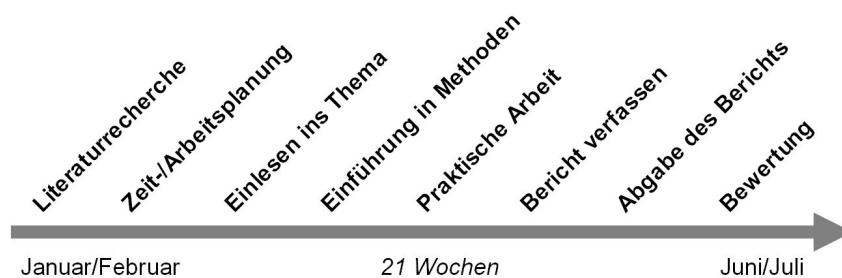 Literaturrecherche
Zeit-/Arbeitsplanung
Einlesen ins Thema
Einführung in Methoden
Praktische Arbeit
Bericht verfassen
Abgabe des Berichts
Bewertung
Januar/Februar
21 Wochen
Juni/Juli